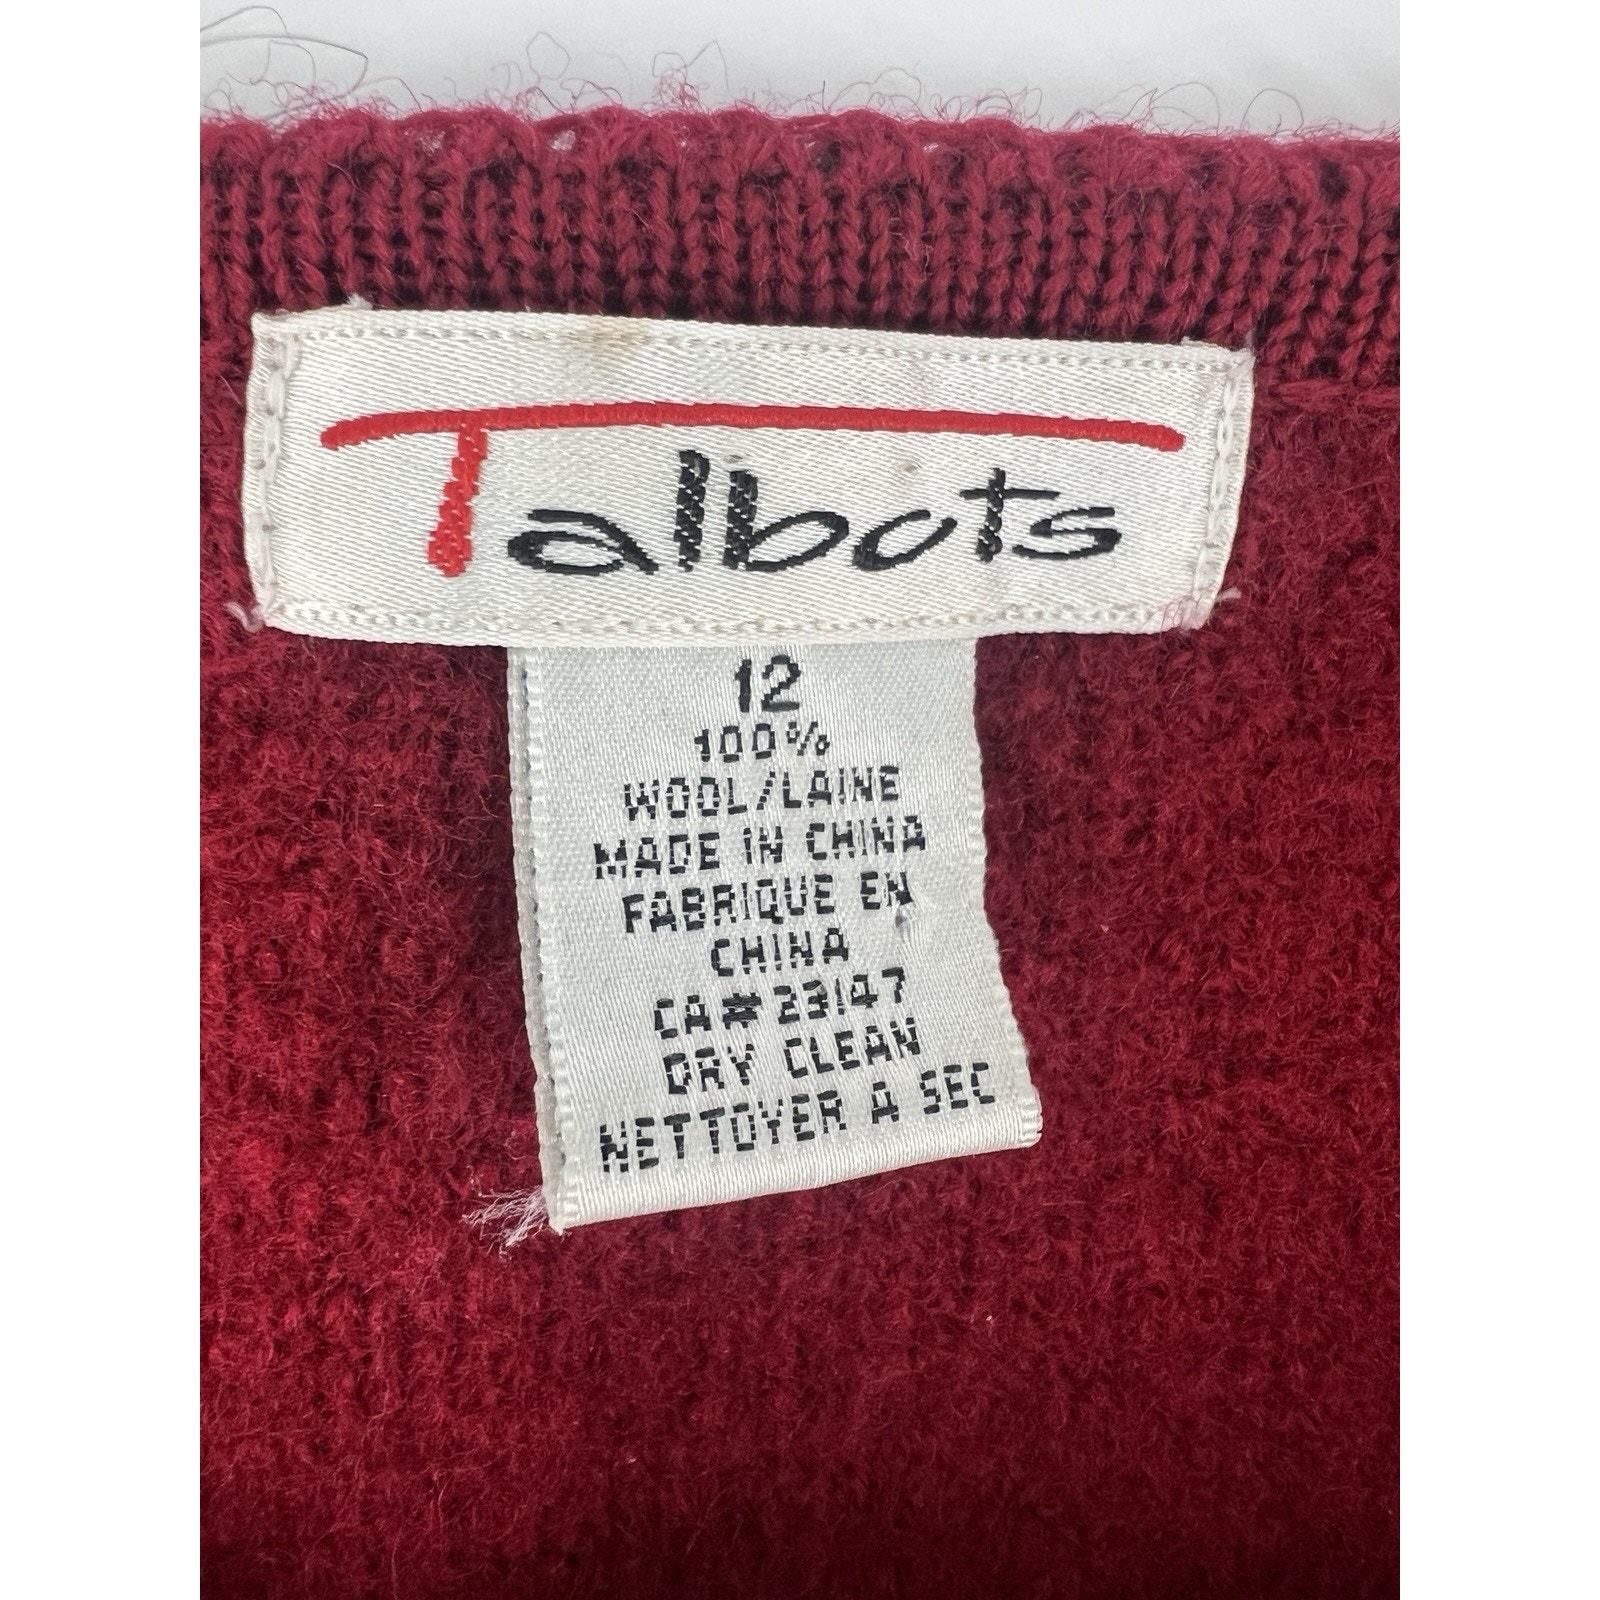 Talbots
12
100%
WOOL/LAINE
MADE IN CHINA
FABRIQUE EN
CHINA
CA# 23147
DRY CLEAN
NETTOYER A SEC